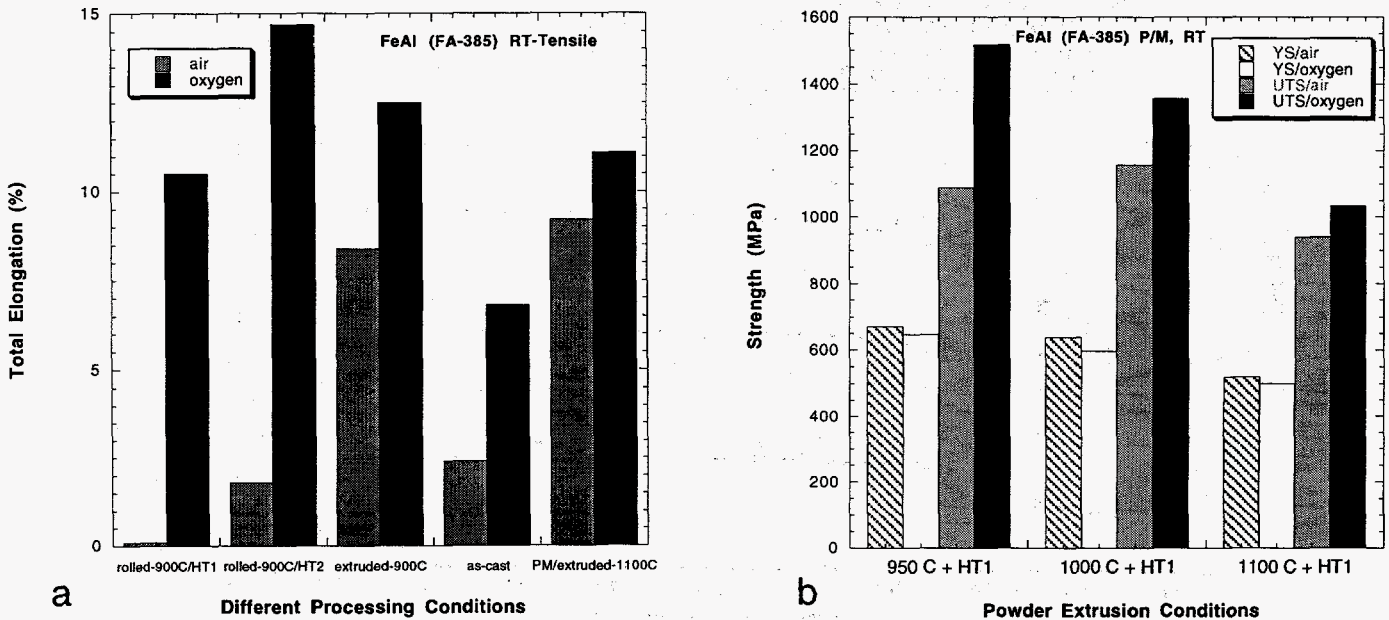 15
10
5
0
Total Elongation (%)
FeAl (FA-385) RT-Tensile
air
oxygen
rolled-900C/HT1 rolled-900C/HT2 extruded-900C as-cast PM/extruded-1100C
a
Different Processing Conditions
1600
1400
1200
1000
800
600
400
200
0
Strength (MPa)
FeAl (FA-385) P/M, RT
YS/air
YS/oxygen
UTS/air
UTS/oxygen
950 C + HT1 1000 C + HT1 1100 C + HT1
b
Powder Extrusion Conditions